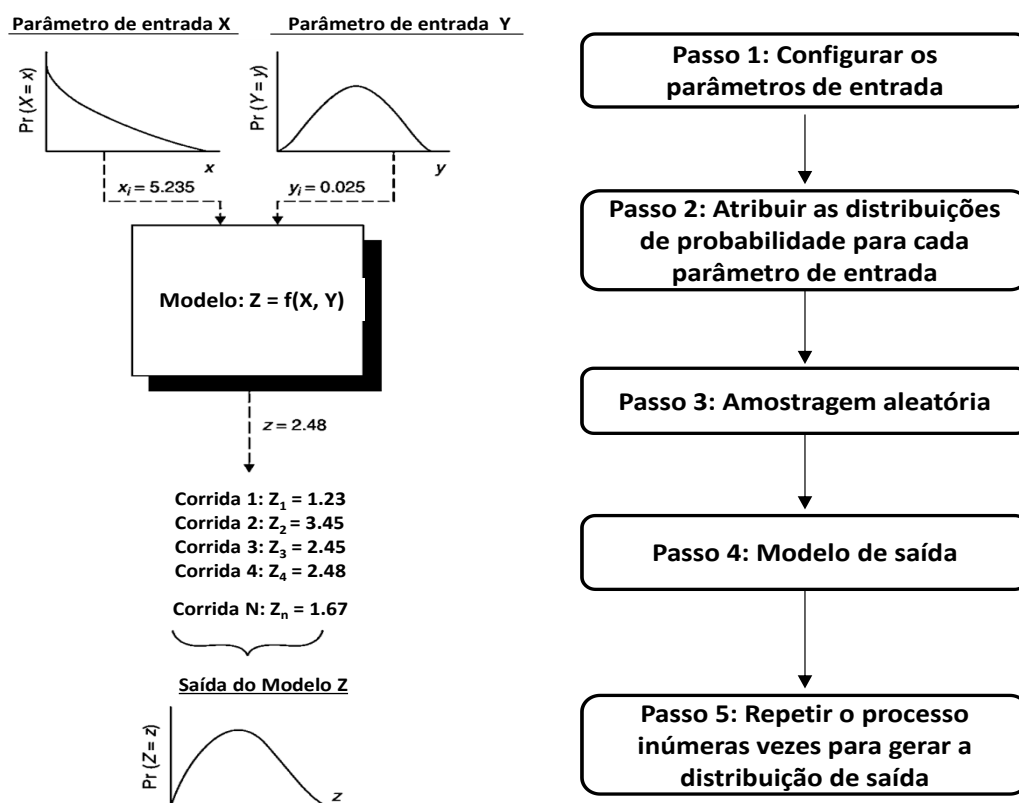 Parâmetro de entrada X
Parâmetro de entrada Y
Pr (X = x)
x
Pr (Y = y)
y
xi = 5.235
yi = 0.025
Modelo: Z = f(X, Y)
z = 2.48
Corrida 1: Z1 = 1.23
Corrida 2: Z2 = 3.45
Corrida 3: Z3 = 2.45
Corrida 4: Z4 = 2.48
Corrida N: Zn = 1.67
Saída do Modelo Z
Pr (Z = z)
z
Passo 1: Configurar os
parâmetros de entrada
Passo 2: Atribuir as distribuições
de probabilidade para cada
parâmetro de entrada
Passo 3: Amostragem aleatória
Passo 4: Modelo de saída
Passo 5: Repetir o processo
inúmeras vezes para gerar a
distribuição de saída